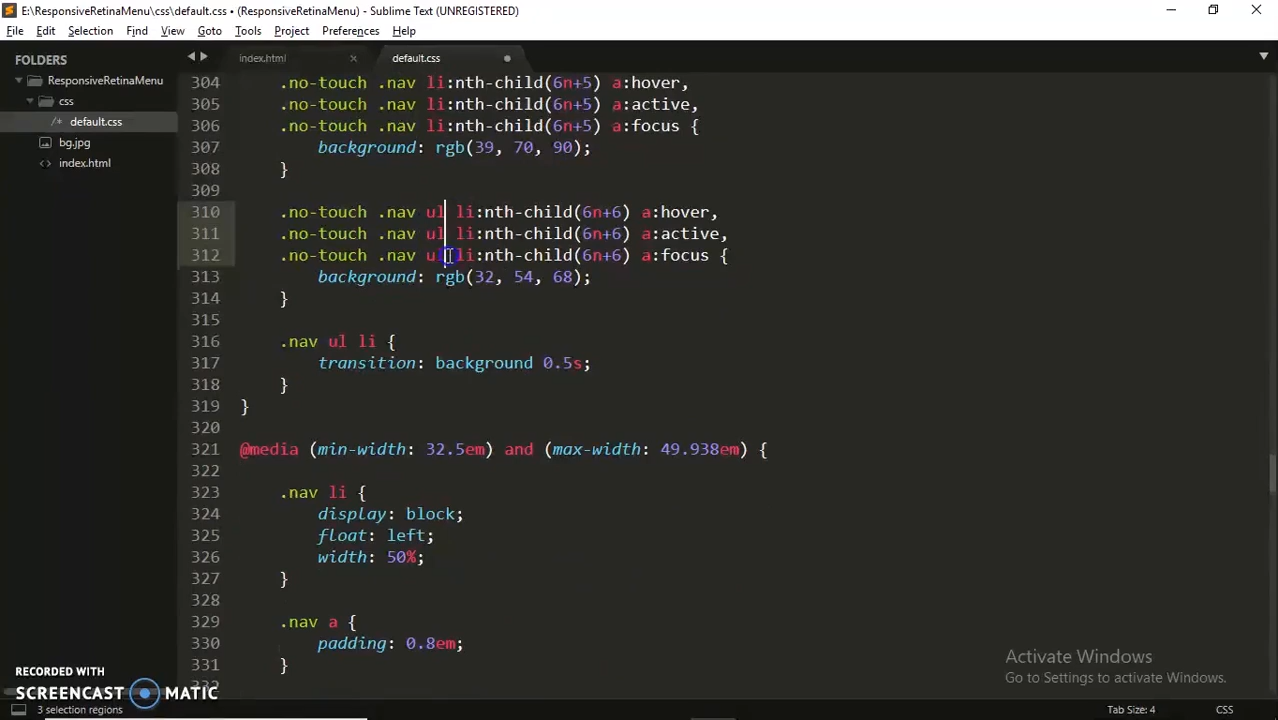 E:\ResponsiveRetinaMenu\css\default.css • (ResponsiveRetinaMenu) - Sublime Text (UNREGISTERED)
File Edit Selection Find View Goto Tools Project Preferences Help
FOLDERS
ResponsiveRetinaMenu
css
/* default.css
bg.jpg
<> index.html
index.html default.css
304 .no-touch .nav li:nth-child(6n+5) a:hover,
305 .no-touch .nav li:nth-child(6n+5) a:active,
306 .no-touch .nav li:nth-child(6n+5) a:focus {
307 background: rgb(39, 70, 90);
308 }
309
310 .no-touch .nav ul li:nth-child(6n+6) a:hover,
311 .no-touch .nav ul li:nth-child(6n+6) a:active,
312 .no-touch .nav ul li:nth-child(6n+6) a:focus {
313 background: rgb(32, 54, 68);
314 }
315
316 .nav ul li {
317 transition: background 0.5s;
318 }
319 }
320
321 @media (min-width: 32.5em) and (max-width: 49.938em) {
322
323 .nav li {
324 display: block;
325 float: left;
326 width: 50%;
327 }
328
329 .nav a {
330 padding: 0.8em;
331 }
332
Activate Windows
Go to Settings to activate Windows.
RECORDED WITH
SCREENCAST MATIC
3 selection regions Tab Size: 4 CSS